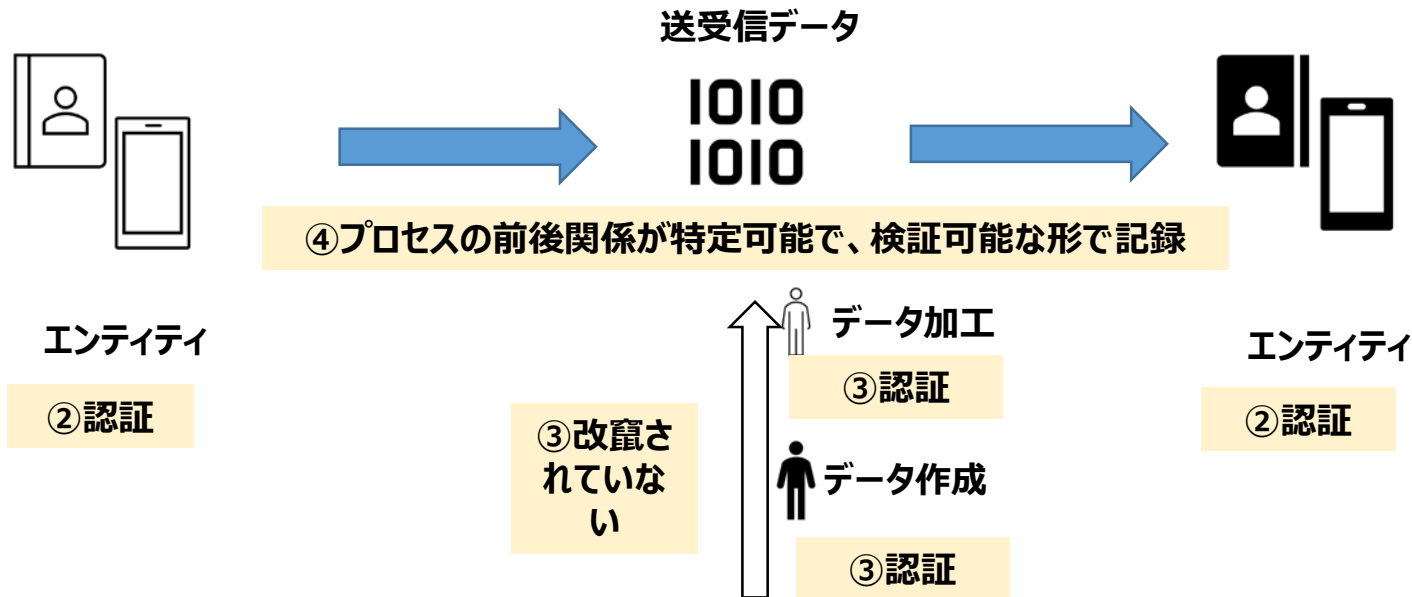 送受信データ
1010
1010
④プロセスの前後関係が特定可能で、検証可能な形で記録
エンティティ
②認証
データ加工
③認証
③改竄さ
れていな
い
データ作成
③認証
エンティティ
②認証